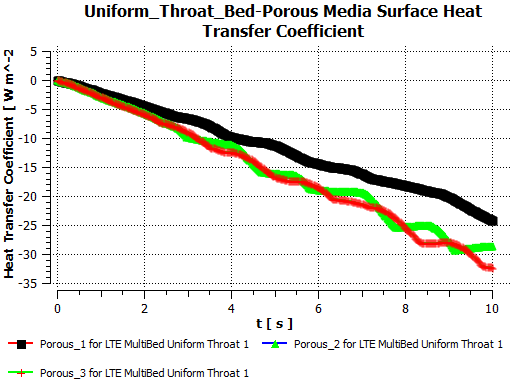 Uniform_Throat_Bed-Porous Media Surface Heat
Transfer Coefficient
Heat Transfer Coefficient [ W m^-2
5
0
-5
-10
-15
-20
-25
-30
-35
0 2 4 6 8 10
t [ s ]
Porous_1 for LTE MultiBed Uniform Throat 1 Porous_2 for LTE MultiBed Uniform Throat 1
Porous_3 for LTE MultiBed Uniform Throat 1